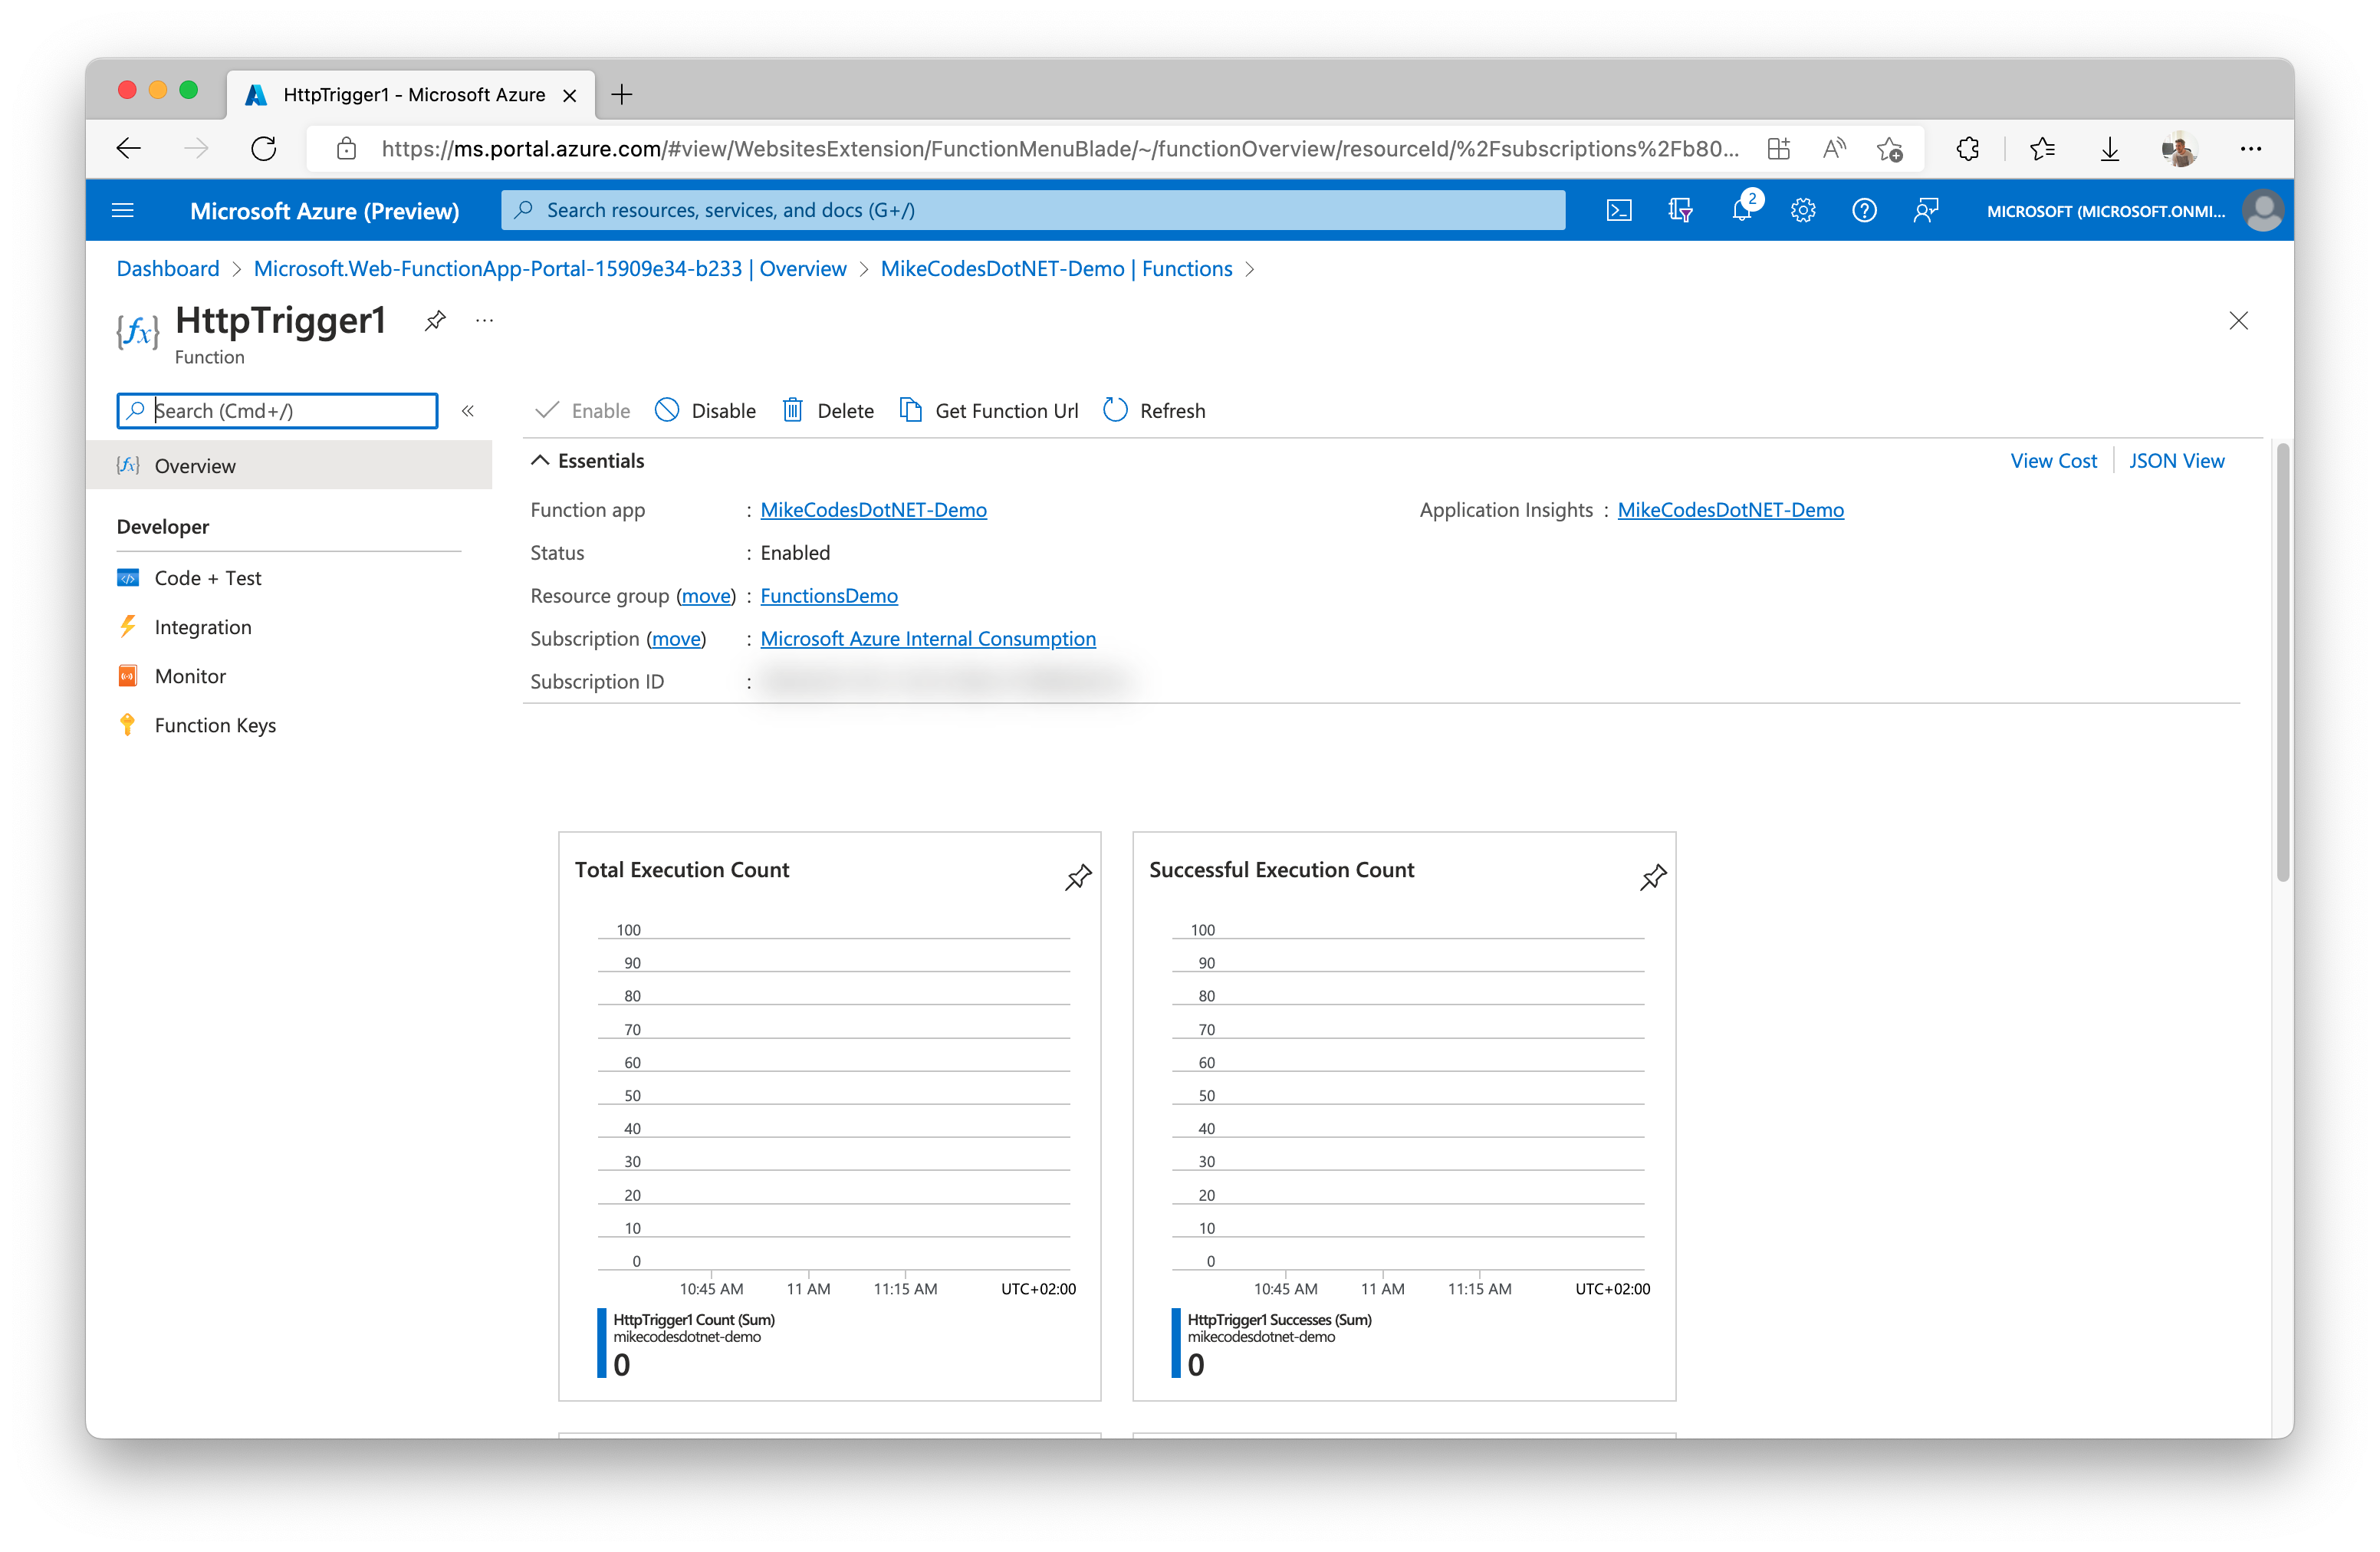 HttpTrigger1 - Microsoft Azure
https://ms.portal.azure.com/#view/WebsitesExtension/FunctionMenuBlade/~/functionOverview/resourceId/%2Fsubscriptions%2Fb80...
Microsoft Azure (Preview)
Search resources, services, and docs (G+/)
2
MICROSOFT (MICROSOFT.ONMI...
Dashboard > Microsoft.Web-FunctionApp-Portal-15909e34-b233 | Overview > MikeCodesDotNET-Demo | Functions >
{fx} HttpTrigger1 ...
Function
Search (Cmd+/) «
Enable Disable Delete Get Function Url Refresh
{fx} Overview
Developer
Code + Test
Integration
Monitor
Function Keys
Essentials
View Cost JSON View
Function app : MikeCodesDotNET-Demo
Status : Enabled
Resource group (move) : FunctionsDemo
Subscription (move) : Microsoft Azure Internal Consumption
Subscription ID :
Application Insights : MikeCodesDotNET-Demo
Total Execution Count
100
90
80
70
60
50
40
30
20
10
0
10:45 AM 11 AM 11:15 AM UTC+02:00
HttpTrigger1 Count (Sum)
mikecodesdotnet-demo
0
Successful Execution Count
100
90
80
70
60
50
40
30
20
10
0
10:45 AM 11 AM 11:15 AM UTC+02:00
HttpTrigger1 Successes (Sum)
mikecodesdotnet-demo
0